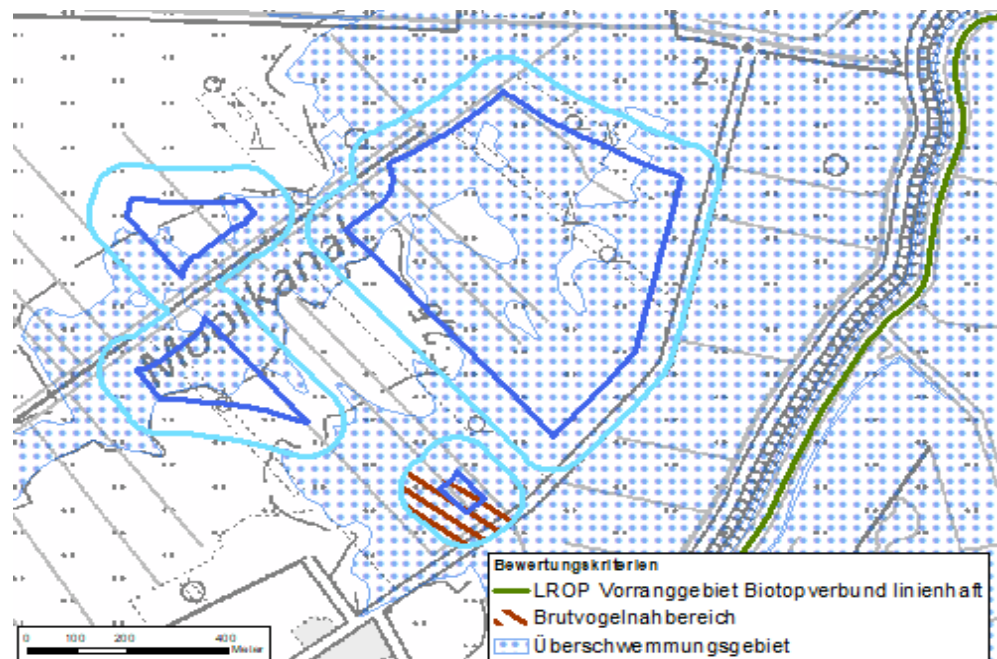 2
Moorkanal
Bewertungskriterien
LROP Vorranggebiet Biotopverbund linienhaft
Brutvogelnahbereich
Überschwemmungsgebiet
0 100 200 400
Meter